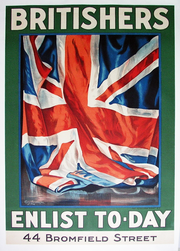 BRITISHERS
ENLIST TO·DAY
44 BROMFIELD STREET